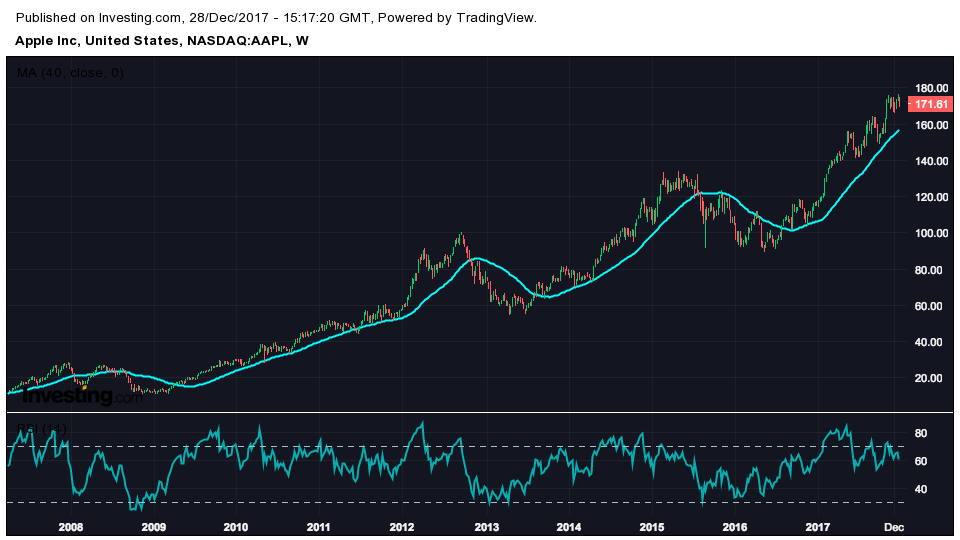 Published on Investing.com, 28/Dec/2017 - 15:17:20 GMT, Powered by TradingView.
Apple Inc, United States, NASDAQ:AAPL, W
MA (40, close, 0)
180.00
171.61
160.00
140.00
120.00
100.00
80.00
60.00
40.00
20.00
Investing.com
RSI (14)
80
60
40
2008 2009 2010 2011 2012 2013 2014 2015 2016 2017 Dec